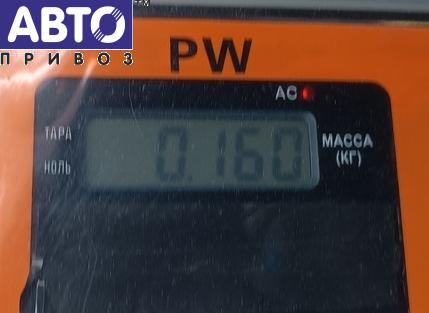 АВТО
ПРИВОЗ
PW
AC
ТАРА
НОЛЬ
0.160
МАССА
(КГ)